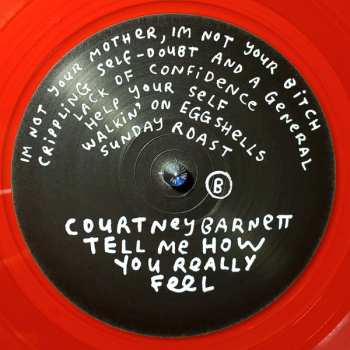 IM NOT YOUR MOTHER, IM NOT YOUR BITCH
CRIPPLING SELF-DOUBT AND A GENERAL
LACK OF CONFIDENCE
HELP YOUR SELF
WALKIN' ON EGGSHELLS
SUNDAY ROAST
B
COURTNEY BARNETT
TELL ME HOW
YOU REALLY
FEEL